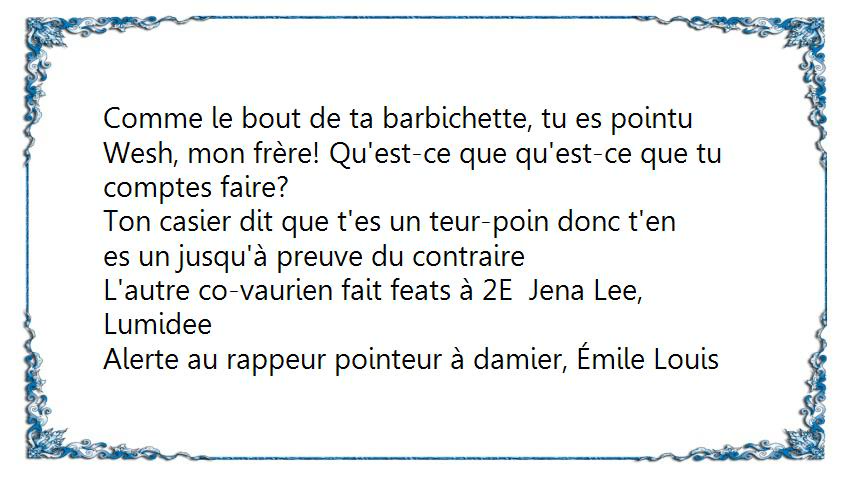 Comme le bout de ta barbichette, tu es pointu
Wesh, mon frère! Qu'est-ce que qu'est-ce que tu
comptes faire?
Ton casier dit que t'es un teur-poin donc t'en
es un jusqu'à preuve du contraire
L'autre co-vaurien fait feats à 2E  Jena Lee,
Lumidee
Alerte au rappeur pointeur à damier, Émile Louis